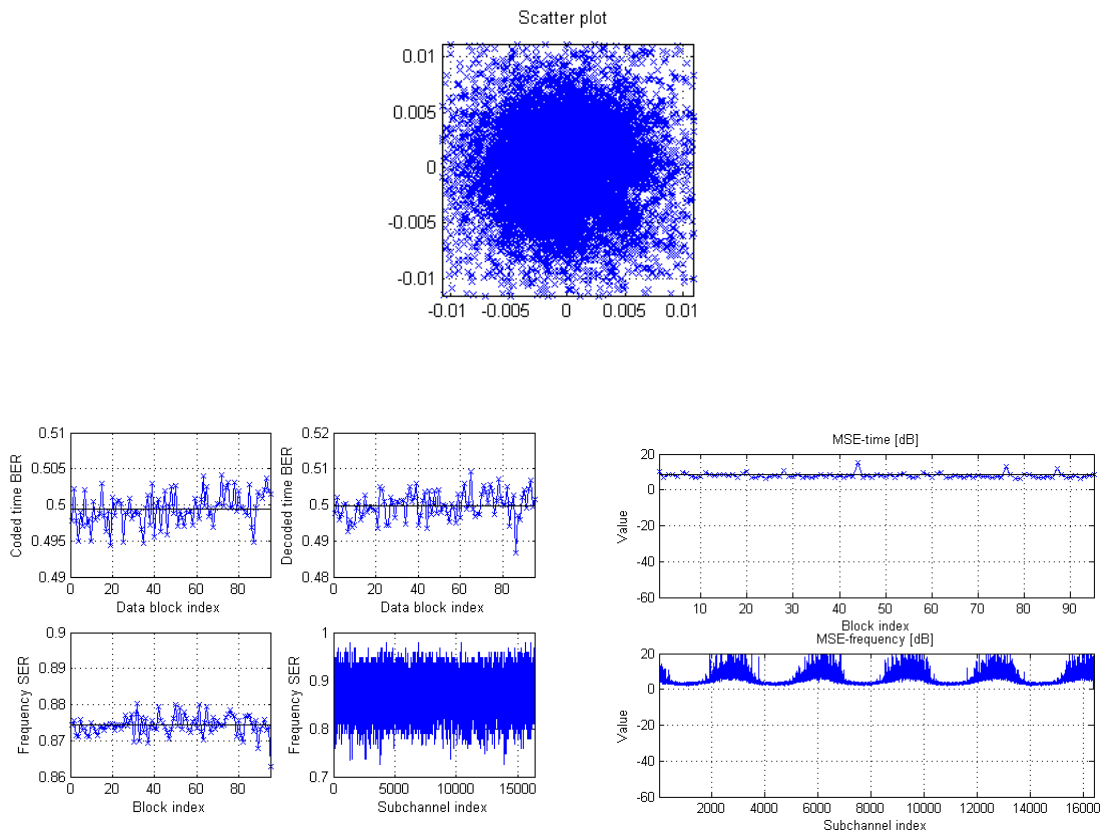 Scatter plot
0.01
0.005
0
-0.005
-0.01
-0.01 -0.005 0 0.005 0.01
0.51
0.505
0.5
0.495
0.49
Coded time BER
0 20 40 60 80
Data block index
0.52
0.51
0.5
0.49
0.48
Decoded time BER
0 20 40 60 80
Data block index
MSE-time [dB]
20
0
-20
-40
-60
Value
10 20 30 40 50 60 70 80 90
Block index
0.9
0.89
0.88
0.87
0.86
Frequency SER
0 20 40 60 80
Block index
1
0.9
0.8
0.7
Frequency SER
0 5000 10000 15000
Subchannel index
MSE-frequency [dB]
20
0
-20
-40
-60
Value
2000 4000 6000 8000 10000 12000 14000 16000
Subchannel index